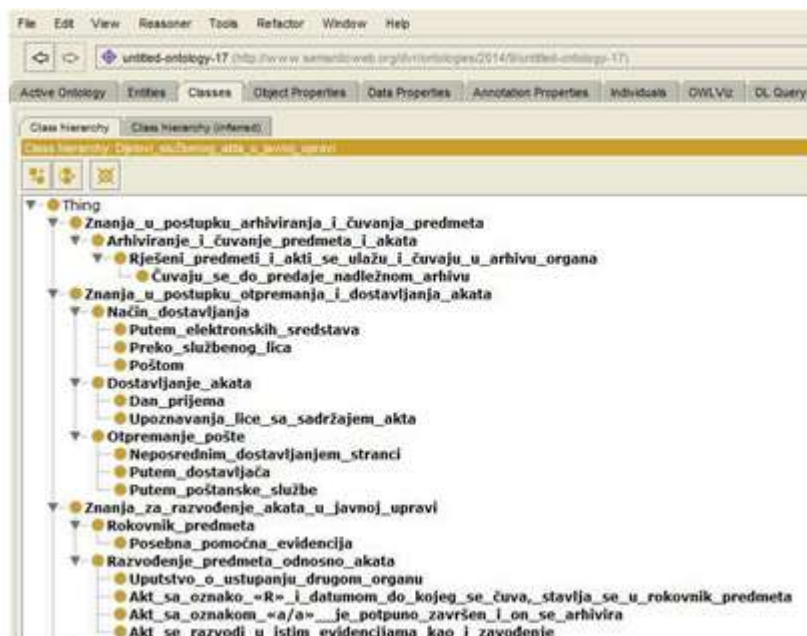 File Edit View Reasoner Tools Refactor Window Help
untitled-ontology-17
Active Ontology Entities Classes Object Properties Data Properties Annotation Properties Individuals OWLViz DL Query
Class hierarchy Class hierarchy (inferred)
Class hierarchy: Dijelovi_službenog_akta_u_javnoj_upravi
Thing
Znanja_u_postupku_arhiviranja_i_čuvanja_predmeta
Arhiviranje_i_čuvanje_predmeta_i_akata
Rješeni_predmeti_i_akti_se_ulažu_i_čuvaju_u_arhivu_organa
Čuvaju_se_do_predaje_nadležnom_arhivu
Znanja_u_postupku_otpremanja_i_dostavljanja_akata
Način_dostavljanja
Putem_elektronskih_sredstava
Preko_službenog_lica
Poštom
Dostavljanje_akata
Dan_prijema
Upoznavanja_lice_sa_sadržajem_akta
Otpremanje_pošte
Neposrednim_dostavljanjem_stranci
Putem_dostavljača
Putem_poštanske_službe
Znanja_za_razvođenje_akata_u_javnoj_upravi
Rokovnik_predmeta
Posebna_pomoćna_evidencija
Razvođenje_predmeta_odnosno_akata
Uputstvo_o_ustupanju_drugom_organu
Akt_sa_oznako_«R»_i_datumom_do_kojeg_se_čuva,_stavlja_se_u_rokovnik_predmeta
Akt_sa_oznakom_«a/a»__je_potpuno_završen_i_on_se_arhivira
Akt_se_razvodi_u_istim_evidencijama_kao_i_zavođenje